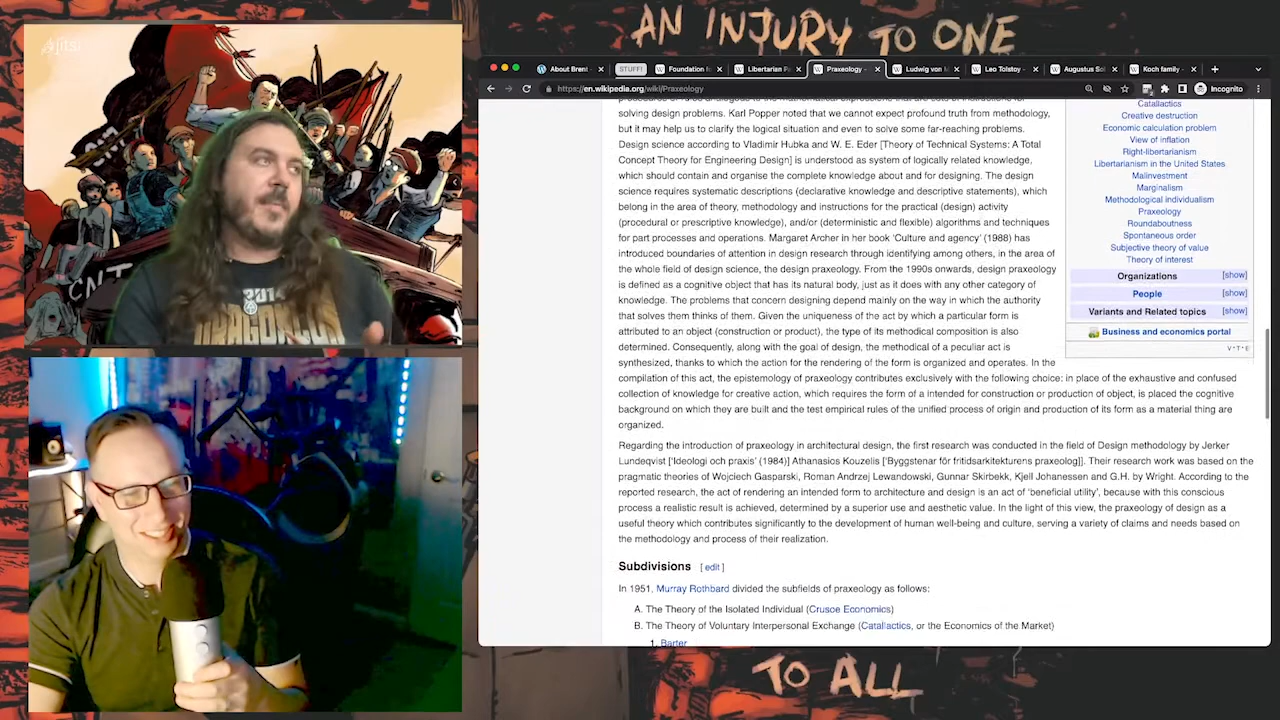 AN INJURY TO ONE
jitsi
CNT
2014
DRAGONCON
About Brent
STUFF!
Foundation fo
Libertarian P
Praxeology -
Ludwig von M
Leo Tolstoy -
Augustus So
Koch family -
https://en.wikipedia.org/wiki/Praxeology
Incognito
solving design problems. Karl Popper noted that we cannot expect profound truth from methodology,
but it may help us to clarify the logical situation and even to solve some far-reaching problems.
Design science according to Vladimir Hubka and W. E. Eder [Theory of Technical Systems: A Total
Concept Theory for Engineering Design] is understood as system of logically related knowledge,
which should contain and organise the complete knowledge about and for designing. The design
science requires systematic descriptions (declarative knowledge and descriptive statements), which
belong in the area of theory, methodology and instructions for the practical (design) activity
(procedural or prescriptive knowledge), and/or (deterministic and flexible) algorithms and techniques
for part processes and operations. Margaret Archer in her book 'Culture and agency' (1988) has
introduced boundaries of attention in design research through identifying among others, in the area of
the whole field of design science, the design praxeology. From the 1990s onwards, design praxeology
is defined as a cognitive object that has its natural body, just as it does with any other category of
knowledge. The problems that concern designing depend mainly on the way in which the authority
that solves them thinks of them. Given the uniqueness of the act by which a particular form is
attributed to an object (construction or product), the type of its methodical composition is also
determined. Consequently, along with the goal of design, the methodical of a peculiar act is
synthesized, thanks to which the action for the rendering of the form is organized and operates. In the
compilation of this act, the epistemology of praxeology contributes exclusively with the following choice: in place of the exhaustive and confused
collection of knowledge for creative action, which requires the form of a intended for construction or production of object, is placed the cognitive
background on which they are built and the test empirical rules of the unified process of origin and production of its form as a material thing are
organized.
Regarding the introduction of praxeology in architectural design, the first research was conducted in the field of Design methodology by Jerker
Lundeqvist ['Ideologi och praxis' (1984)] Athanasios Kouzelis ['Byggstenar för fritidsarkitekturens praxeolog]]. Their research work was based on the
pragmatic theories of Wojciech Gasparski, Roman Andrzej Lewandowski, Gunnar Skirbekk, Kjell Johanessen and G.H. by Wright. According to the
reported research, the act of rendering an intended form to architecture and design is an act of 'beneficial utility', because with this conscious
process a realistic result is achieved, determined by a superior use and aesthetic value. In the light of this view, the praxeology of design as a
useful theory which contributes significantly to the development of human well-being and culture, serving a variety of claims and needs based on
the methodology and process of their realization.
Subdivisions [ edit ]
In 1951, Murray Rothbard divided the subfields of praxeology as follows:
A. The Theory of the Isolated Individual (Crusoe Economics)
B. The Theory of Voluntary Interpersonal Exchange (Catallactics, or the Economics of the Market)
1. Barter
Catallactics
Creative destruction
Economic calculation problem
View of inflation
Right-libertarianism
Libertarianism in the United States
Malinvestment
Marginalism
Methodological individualism
Praxeology
Roundaboutness
Spontaneous order
Subjective theory of value
Theory of interest
Organizations [show]
People [show]
Variants and Related topics [show]
Business and economics portal
V·T·E
TO ALL